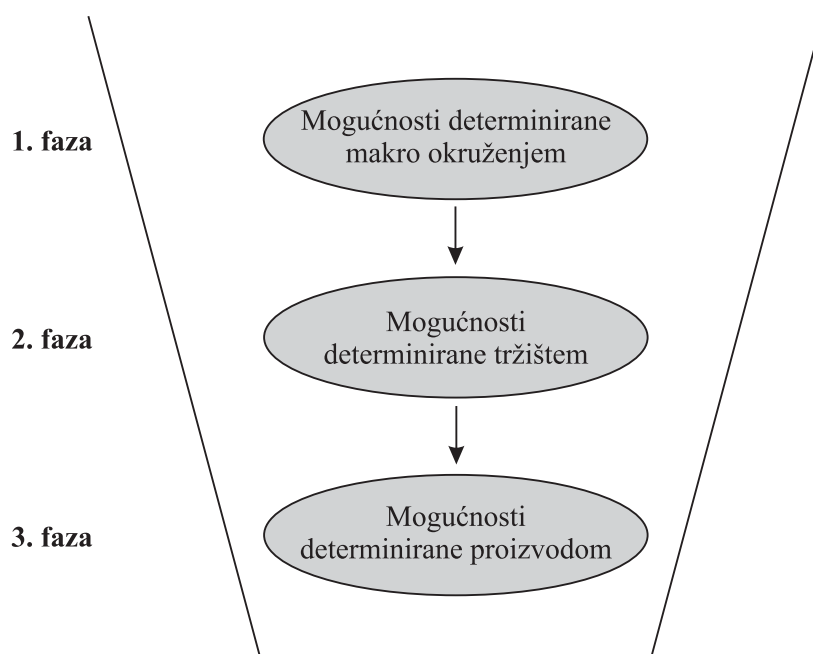 1. faza
Mogućnosti determinirane
makro okruženjem
2. faza
Mogućnosti
determinirane tržištem
3. faza
Mogućnosti
determinirane proizvodom